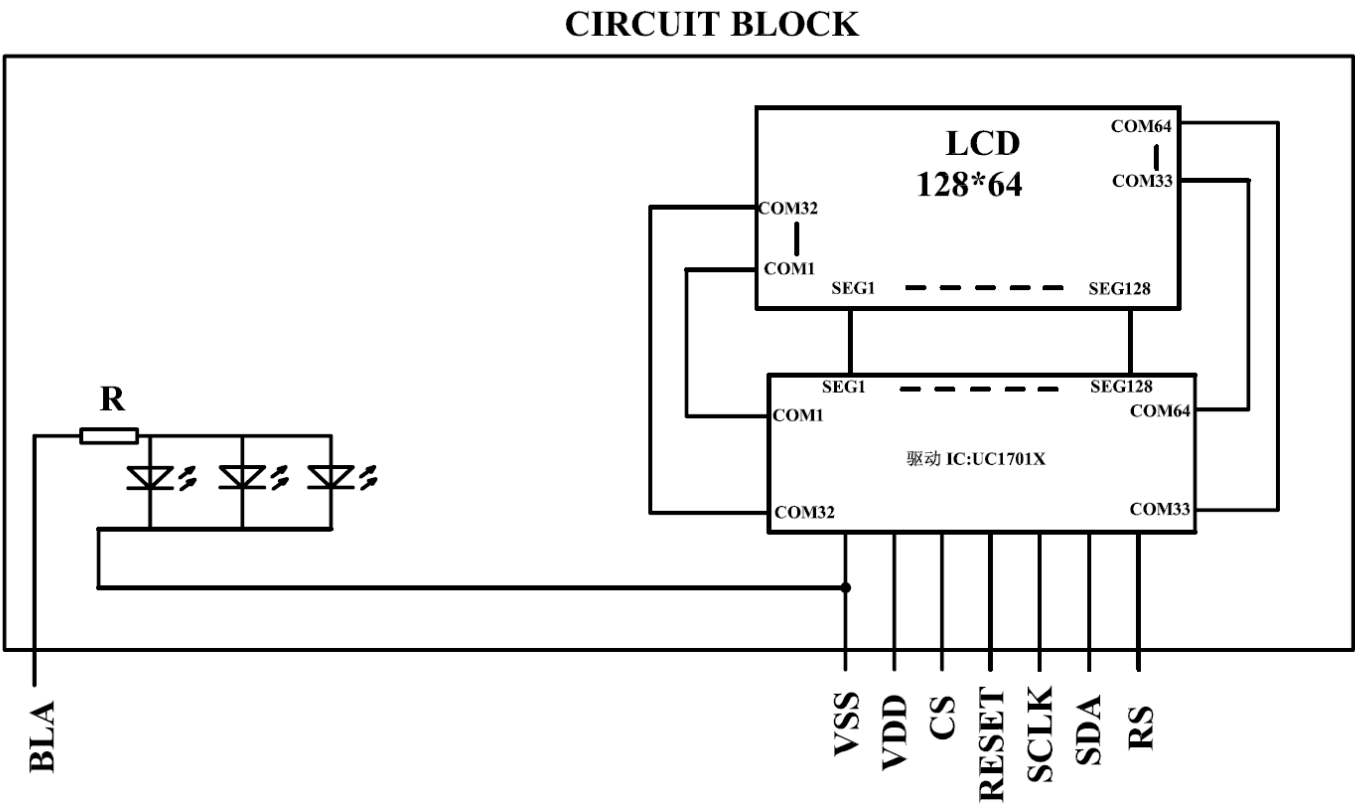 CIRCUIT BLOCK
LCD
128*64
COM64
COM33
COM32
COM1
SEG1
SEG128
SEG1
SEG128
COM1
COM64
驱动 IC:UC1701X
COM32
COM33
R
BLA
VSS
VDD
CS
RESET
SCLK
SDA
RS